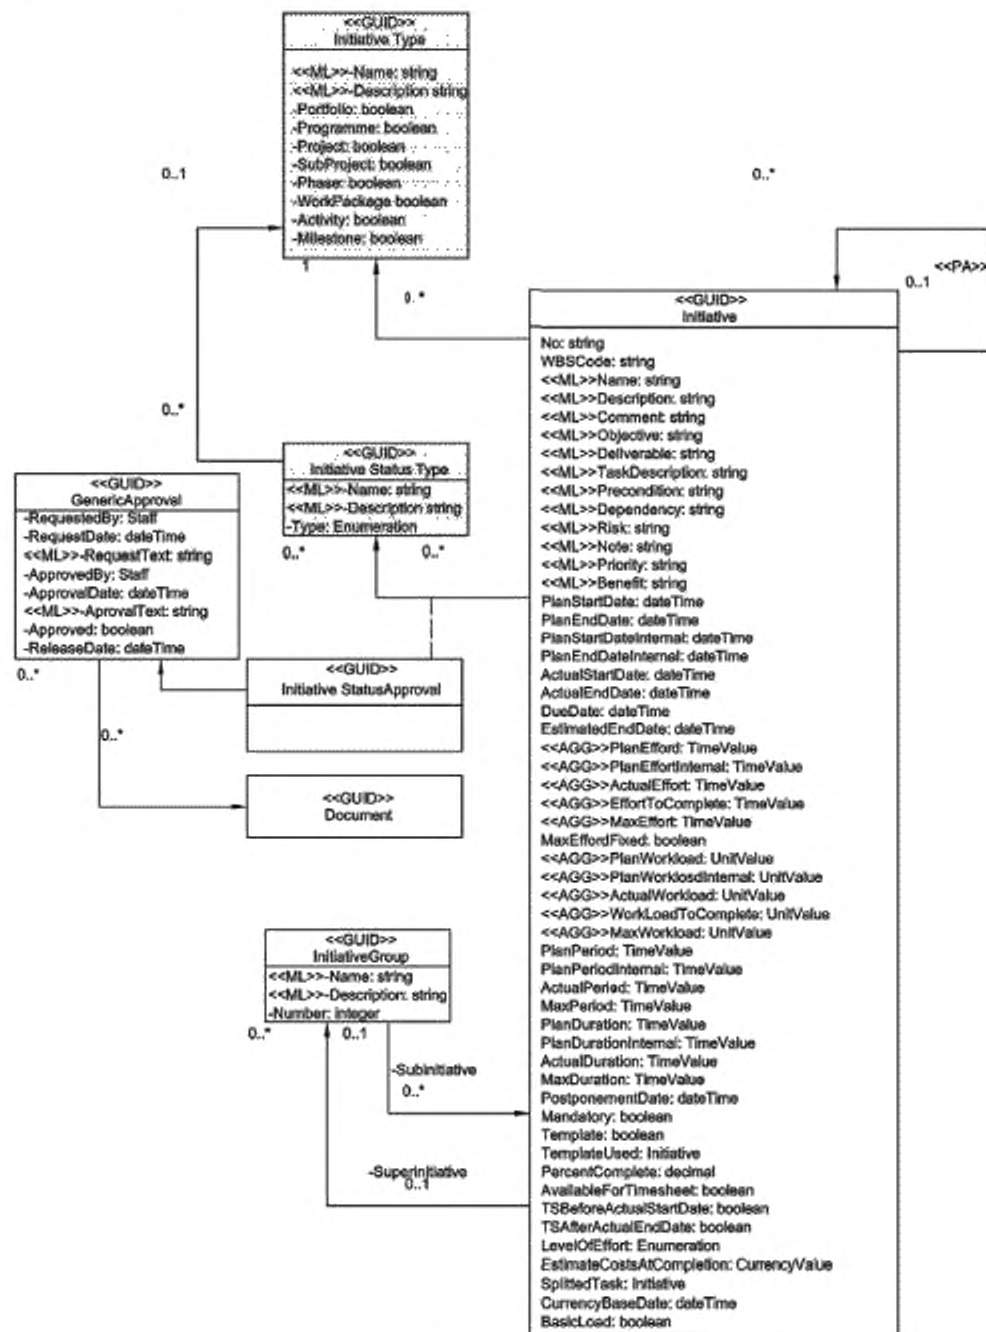 <<GUID>>
Initiative Type
<<ML>>-Name: string
<<ML>>-Description string
-Portfolio: boolean
-Programme: boolean
-Project: boolean
-SubProject: boolean
-Phase: boolean
-WorkPackage boolean
-Activity: boolean
-Milestone: boolean
0..1
0..*
1
0..*
<<PA>>
0..1
0..*
<<GUID>>
Initiative Status Type
<<ML>>-Name: string
<<ML>>-Description string
-Type: Enumeration
0..*
0..*
<<GUID>>
GenericApproval
-RequestedBy: Staff
-RequestDate: dateTime
<<ML>>-RequestText: string
-ApprovedBy: Staff
-ApprovalDate: dateTime
<<ML>>-AprovalText: string
-Approved: boolean
-ReleaseDate: dateTime
0..*
0..*
<<GUID>>
Initiative StatusApproval
<<GUID>>
Document
<<GUID>>
InitiativeGroup
<<ML>>-Name: string
<<ML>>-Description: string
-Number: integer
0..*
0..1
-Subinitiative
0..*
-Superinitiative
0..1
<<GUID>>
Initiative
No: string
WBSCode: string
<<ML>>Name: string
<<ML>>Description: string
<<ML>>Comment: string
<<ML>>Objective: string
<<ML>>Deliverable: string
<<ML>>TaskDescription: string
<<ML>>Precondition: string
<<ML>>Dependency: string
<<ML>>Risk: string
<<ML>>Note: string
<<ML>>Priority: string
<<ML>>Benefit: string
PlanStartDate: dateTime
PlanEndDate: dateTime
PlanStartDateInternal: dateTime
PlanEndDateInternal: dateTime
ActualStartDate: dateTime
ActualEndDate: dateTime
DueDate: dateTime
EstimatedEndDate: dateTime
<<AGG>>PlanEfford: TimeValue
<<AGG>>PlanEffortInternal: TimeValue
<<AGG>>ActualEffort: TimeValue
<<AGG>>EffortToComplete: TimeValue
<<AGG>>MaxEffort: TimeValue
MaxEffordFixed: boolean
<<AGG>>PlanWorkload: UnitValue
<<AGG>>PlanWorklosdInternal: UnitValue
<<AGG>>ActualWorkload: UnitValue
<<AGG>>WorkLoadToComplete: UnitValue
<<AGG>>MaxWorkload: UnitValue
PlanPeriod: TimeValue
PlanPeriodInternal: TimeValue
ActualPeriod: TimeValue
MaxPeriod: TimeValue
PlanDuration: TimeValue
PlanDurationInternal: TimeValue
ActualDuration: TimeValue
MaxDuration: TimeValue
PostponementDate: dateTime
Mandatory: boolean
Template: boolean
TemplateUsed: Initiative
PercentComplete: decimal
AvailableForTimesheet: boolean
TSBeforeActualStartDate: boolean
TSAfterActualEndDate: boolean
LevelOfEffort: Enumeration
EstimateCostsAtCompletion: CurrencyValue
SplittedTask: Initiative
CurrencyBaseDate: dateTime
BasicLoad: boolean